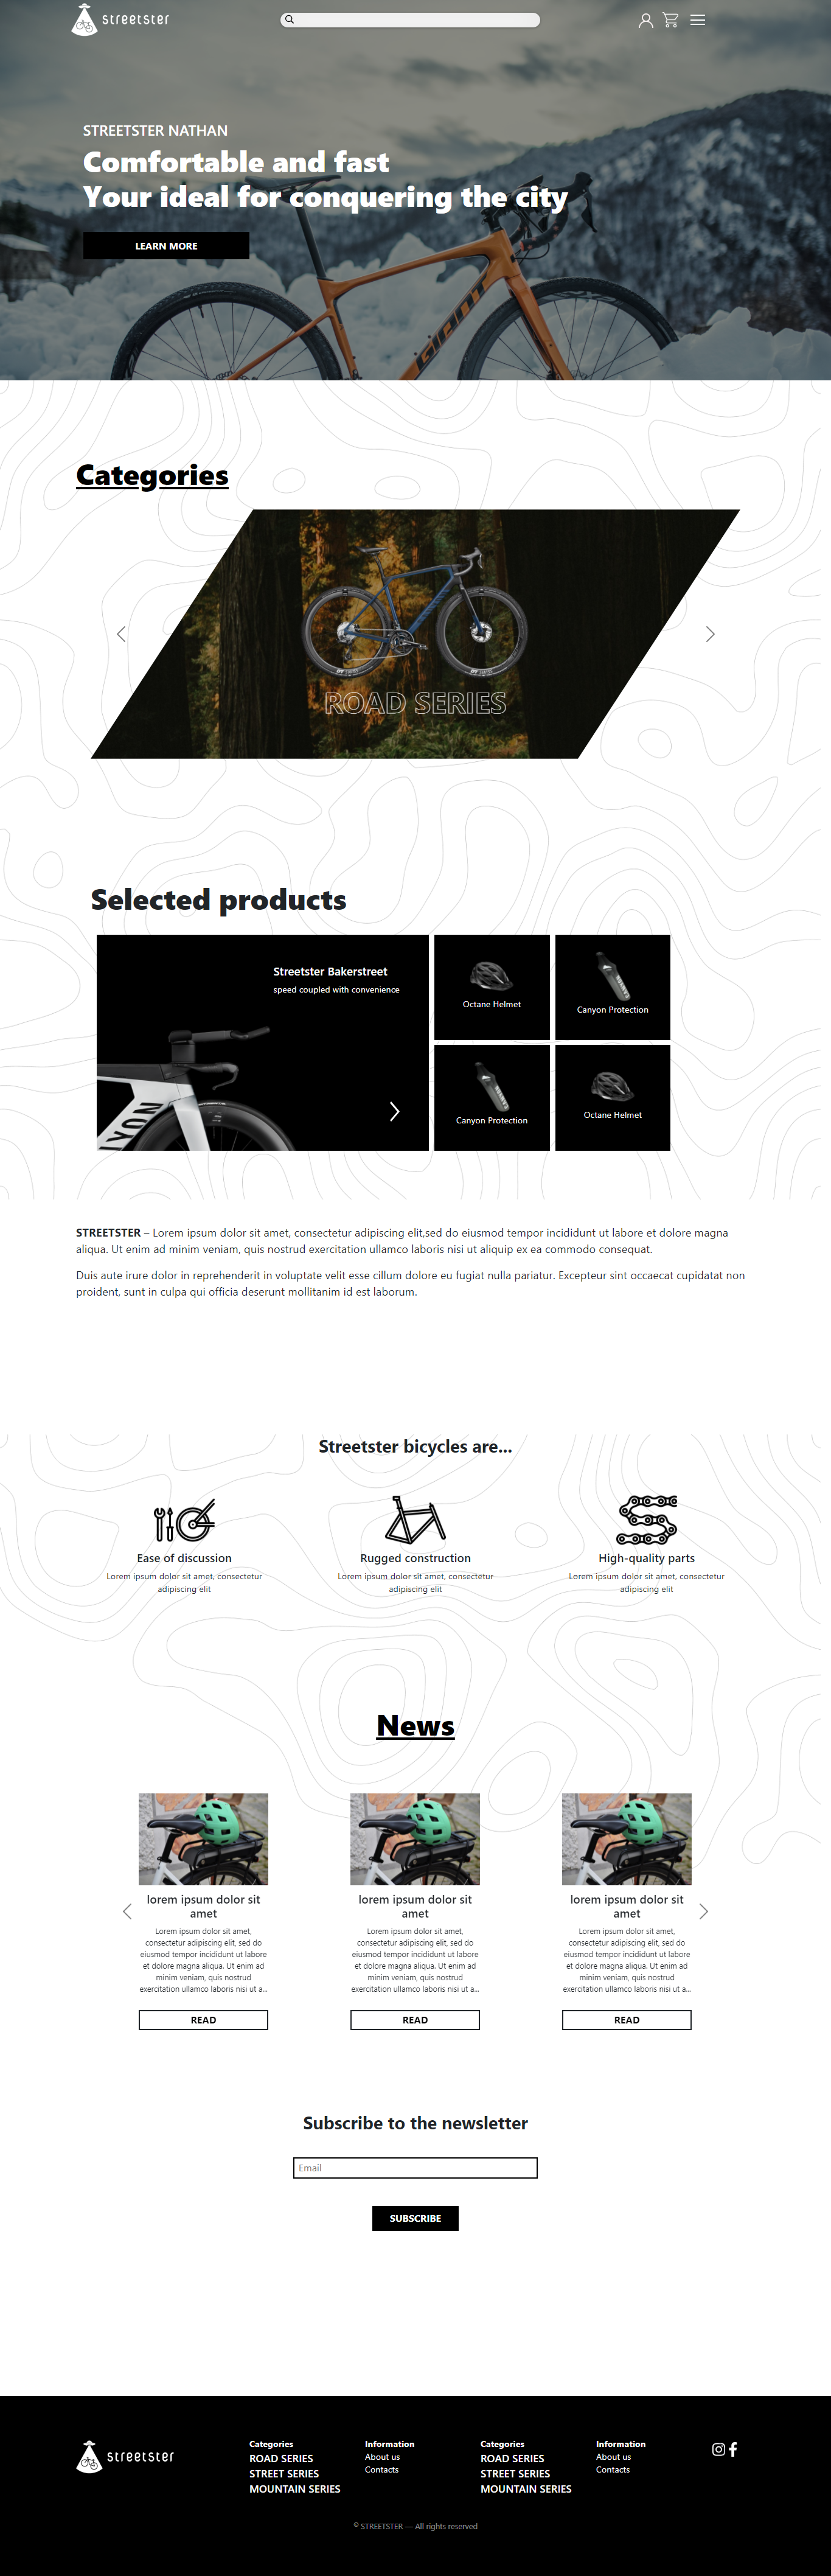 streetster
STREETSTER NATHAN
Comfortable and fast
Your ideal for conquering the city
LEARN MORE
GIANT
Categories
ROAD SERIES
Selected products
Streetster Bakerstreet
speed coupled with convenience
Octane Helmet
Canyon Protection
Canyon Protection
Octane Helmet
STREETSTER – Lorem ipsum dolor sit amet, consectetur adipiscing elit,sed do eiusmod tempor incididunt ut labore et dolore magna
aliqua. Ut enim ad minim veniam, quis nostrud exercitation ullamco laboris nisi ut aliquip ex ea commodo consequat.
Duis aute irure dolor in reprehenderit in voluptate velit esse cillum dolore eu fugiat nulla pariatur. Excepteur sint occaecat cupidatat non
proident, sunt in culpa qui officia deserunt mollitanim id est laborum.
Streetster bicycles are...
Ease of discussion
Lorem ipsum dolor sit amet, consectetur
adipiscing elit
Rugged construction
Lorem ipsum dolor sit amet, consectetur
adipiscing elit
High-quality parts
Lorem ipsum dolor sit amet, consectetur
adipiscing elit
News
lorem ipsum dolor sit
amet
Lorem ipsum dolor sit amet,
consectetur adipiscing elit, sed do
eiusmod tempor incididunt ut labore
et dolore magna aliqua. Ut enim ad
minim veniam, quis nostrud
exercitation ullamco laboris nisi ut a...
READ
lorem ipsum dolor sit
amet
Lorem ipsum dolor sit amet,
consectetur adipiscing elit, sed do
eiusmod tempor incididunt ut labore
et dolore magna aliqua. Ut enim ad
minim veniam, quis nostrud
exercitation ullamco laboris nisi ut a...
READ
lorem ipsum dolor sit
amet
Lorem ipsum dolor sit amet,
consectetur adipiscing elit, sed do
eiusmod tempor incididunt ut labore
et dolore magna aliqua. Ut enim ad
minim veniam, quis nostrud
exercitation ullamco laboris nisi ut a...
READ
Subscribe to the newsletter
Email
SUBSCRIBE
streetster
Categories
ROAD SERIES
STREET SERIES
MOUNTAIN SERIES
Information
About us
Contacts
Categories
ROAD SERIES
STREET SERIES
MOUNTAIN SERIES
Information
About us
Contacts
© STREETSTER — All rights reserved